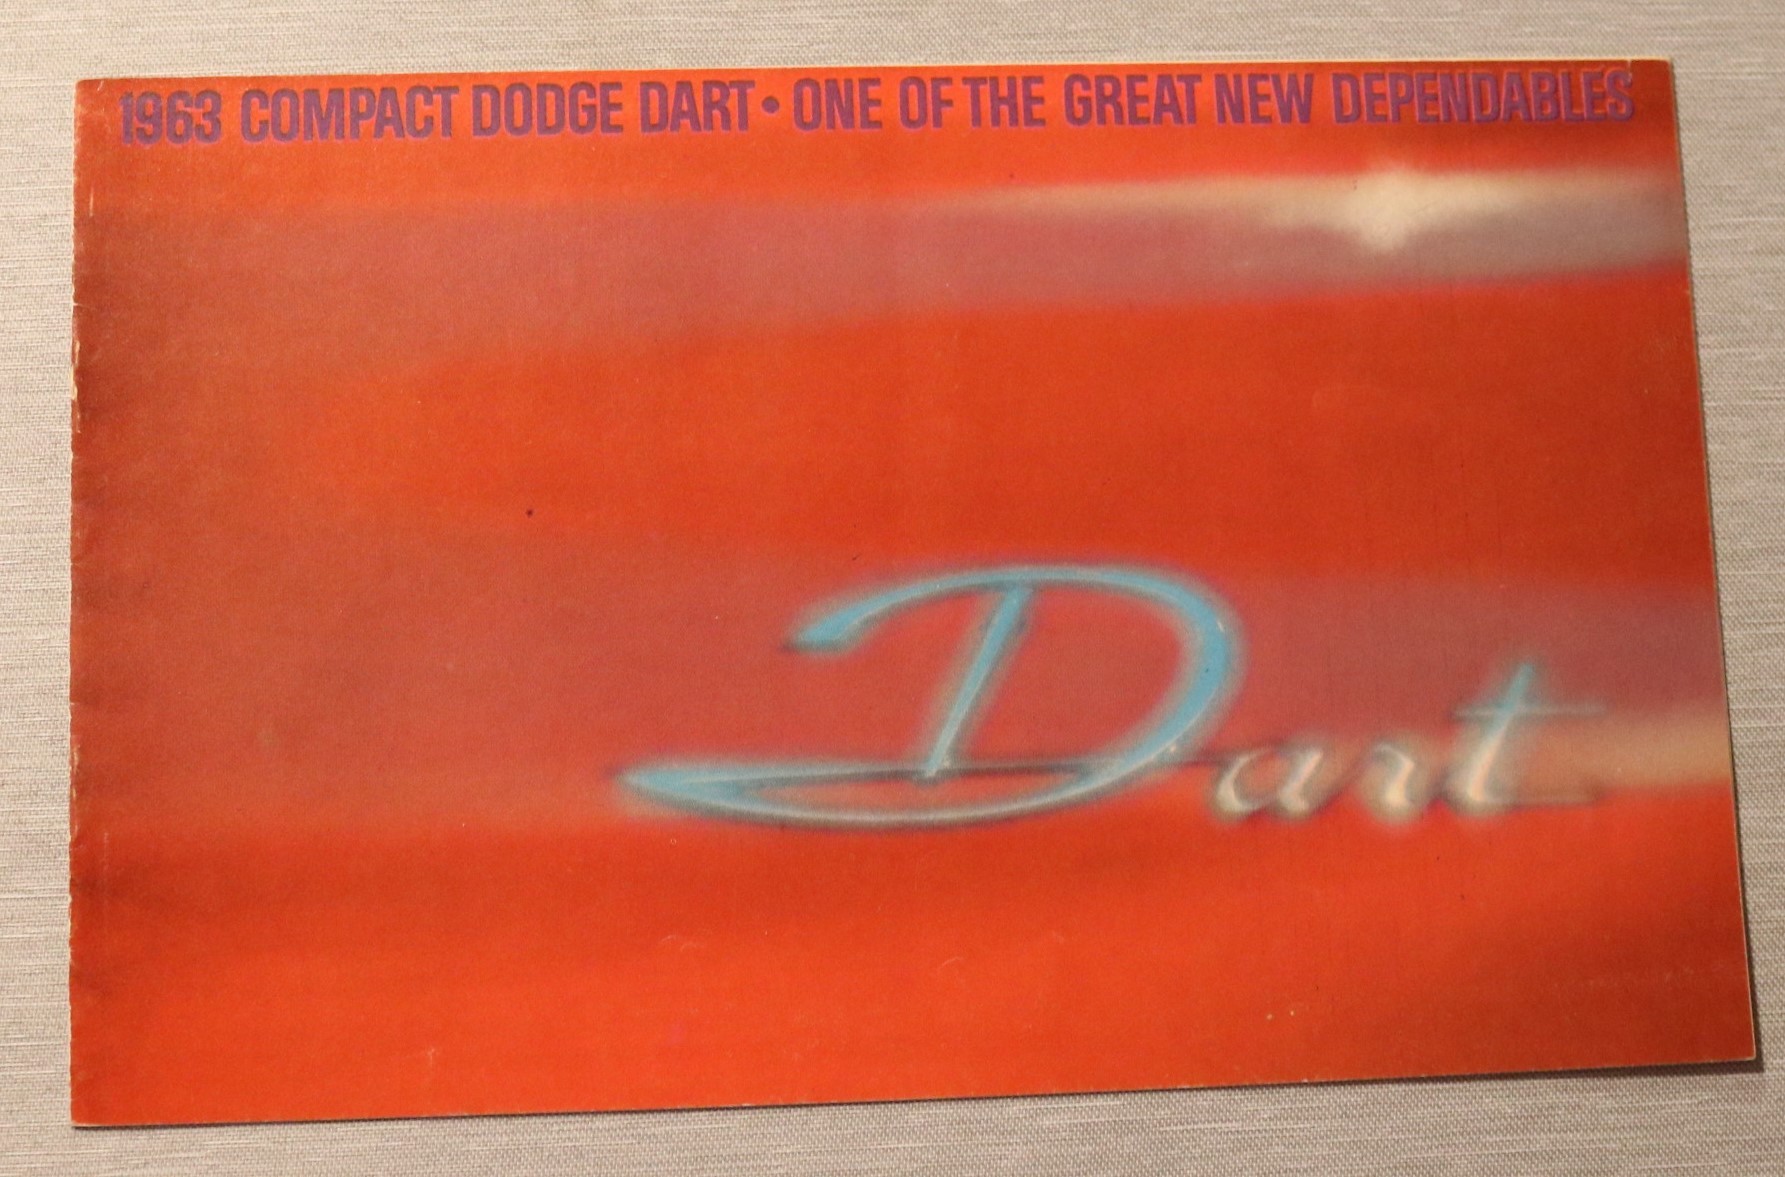 1963 COMPACT DODGE DART • ONE OF THE GREAT NEW DEPENDABLES
Dart